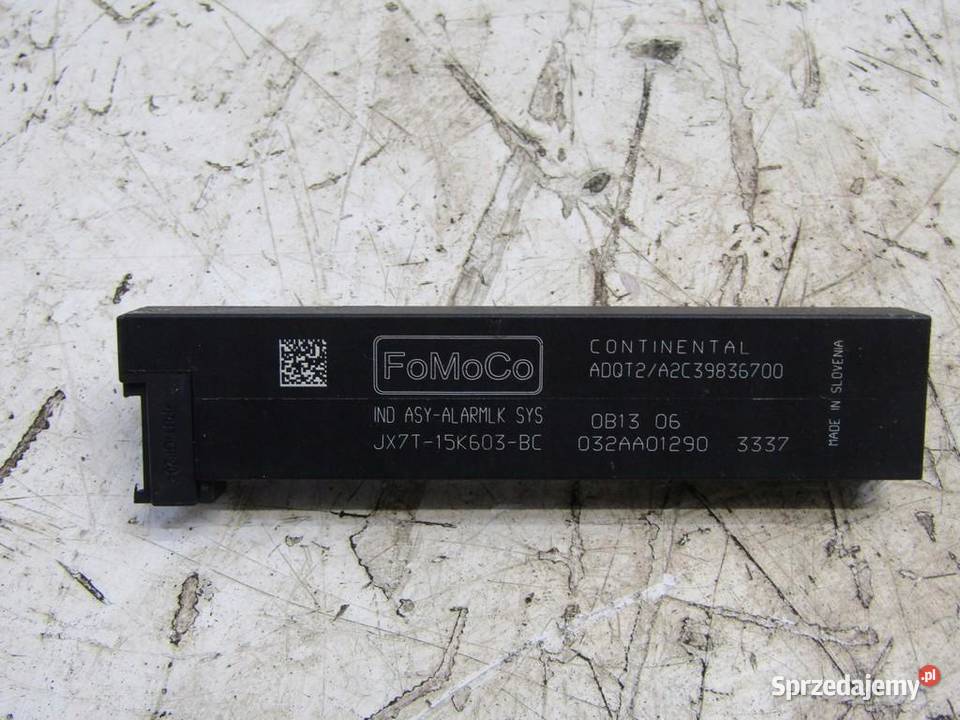 FoMoCo
IND ASY-ALARMLK SYS
JX7T-15K603-BC
CONTINENTAL
ADQT2/A2C39836700
0B13 06
032AA01290 3337
MADE IN SLOVENIA
Sprzedajemy.pl